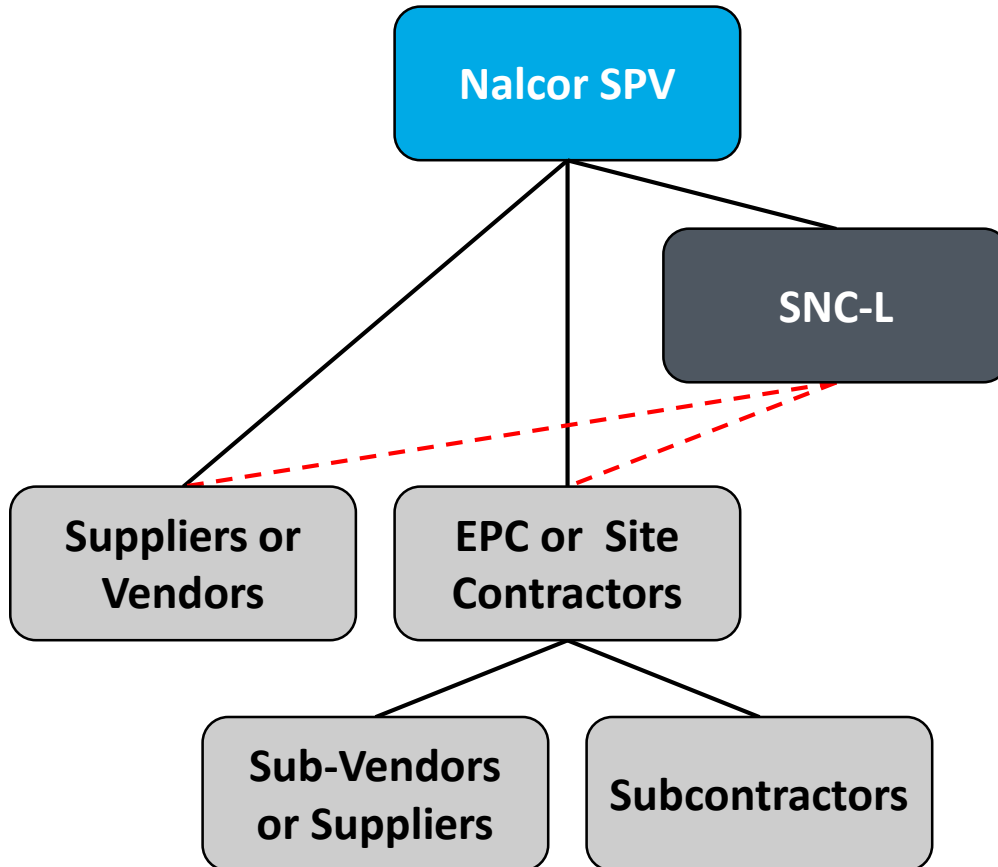 Nalcor SPV
SNC-L
Suppliers or
Vendors
EPC or  Site
Contractors
Sub-Vendors
or Suppliers
Subcontractors